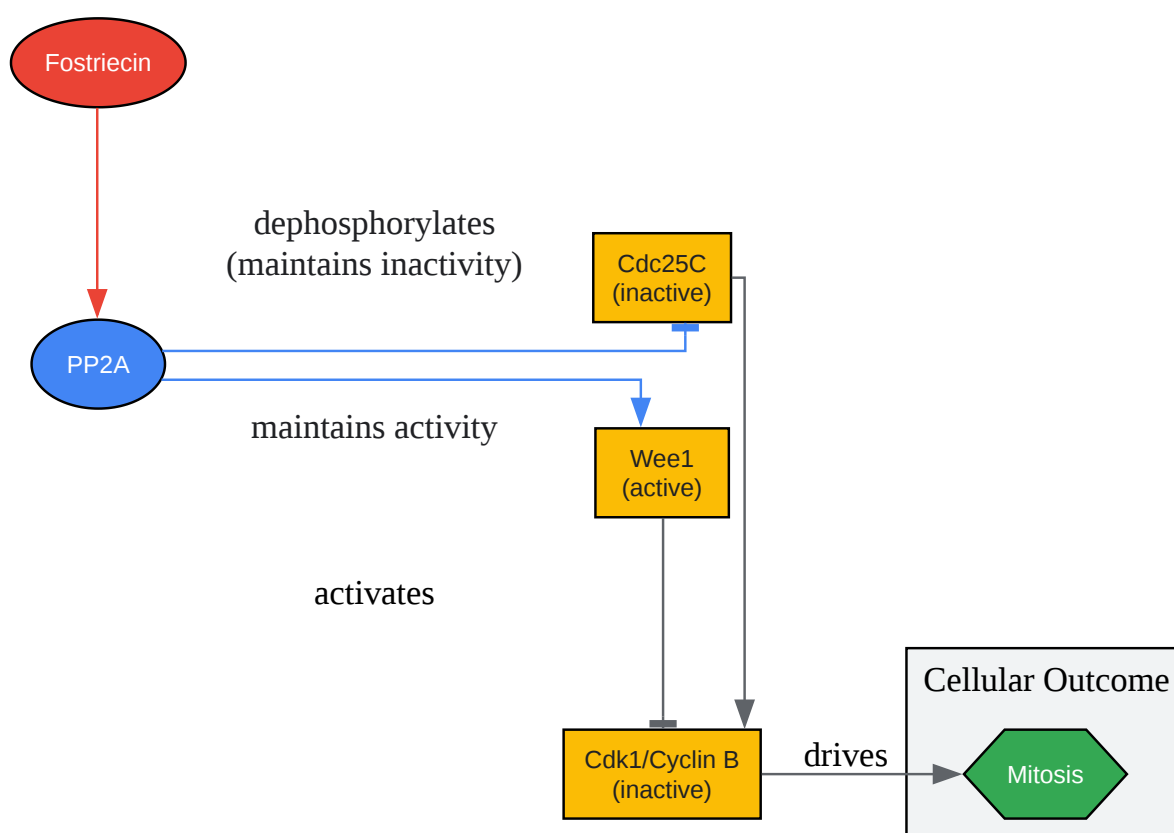 Fostriecin
dephosphorylates
(maintains inactivity)
Cdc25C
(inactive)
PP2A
maintains activity
Wee1
(active)
activates
Cellular Outcome
Cdk1/Cyclin B
(inactive)
drives
Mitosis